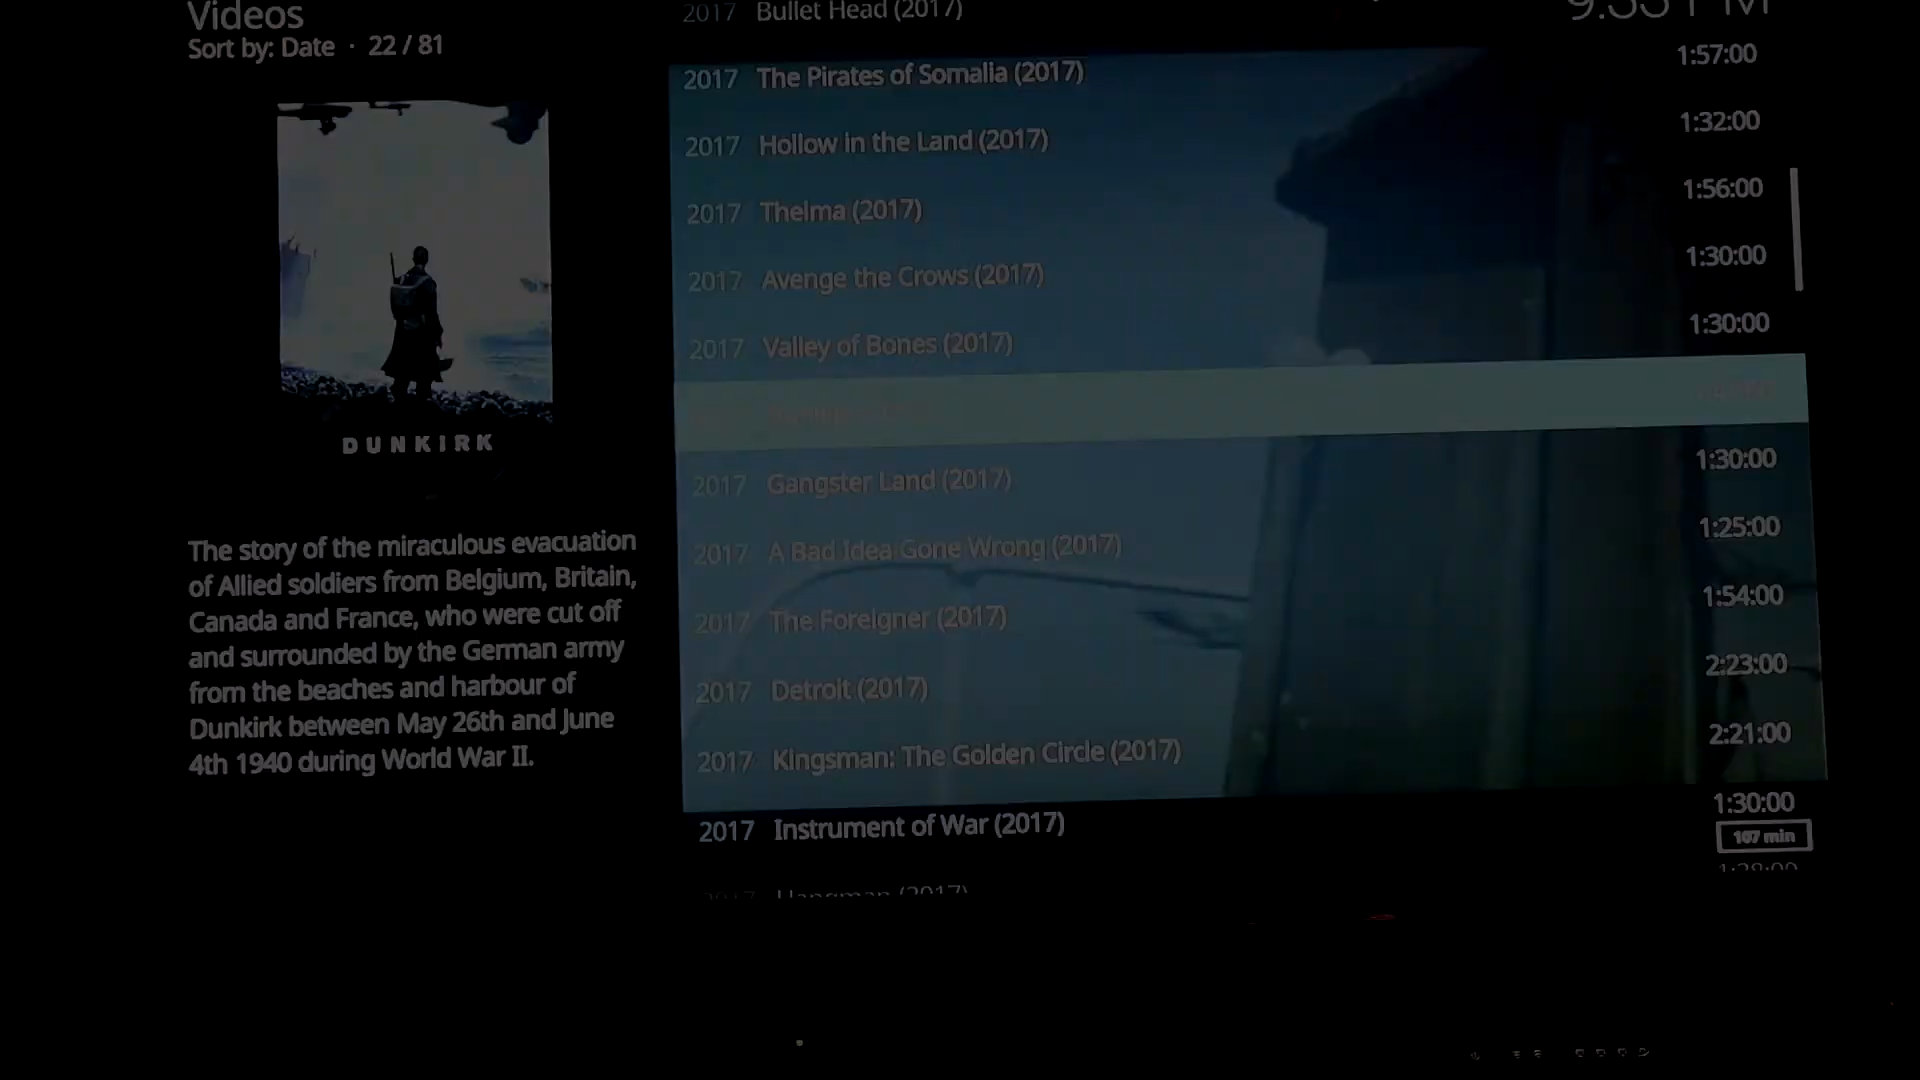 Videos
Sort by: Date · 22 / 81
DUNKIRK
The story of the miraculous evacuation
of Allied soldiers from Belgium, Britain,
Canada and France, who were cut off
and surrounded by the German army
from the beaches and harbour of
Dunkirk between May 26th and June
4th 1940 during World War II.
2017 Bullet Head (2017)
2017 The Pirates of Somalia (2017) 1:57:00
2017 Hollow in the Land (2017) 1:32:00
2017 Thelma (2017) 1:56:00
2017 Avenge the Crows (2017) 1:30:00
2017 Valley of Bones (2017) 1:30:00
2017 Gangster Land (2017) 1:30:00
2017 A Bad Idea Gone Wrong (2017) 1:25:00
2017 The Foreigner (2017) 1:54:00
2017 Detroit (2017) 2:23:00
2017 Kingsman: The Golden Circle (2017) 2:21:00
2017 Instrument of War (2017) 1:30:00
107 min
2017 Hangman (2017) 1:38:00